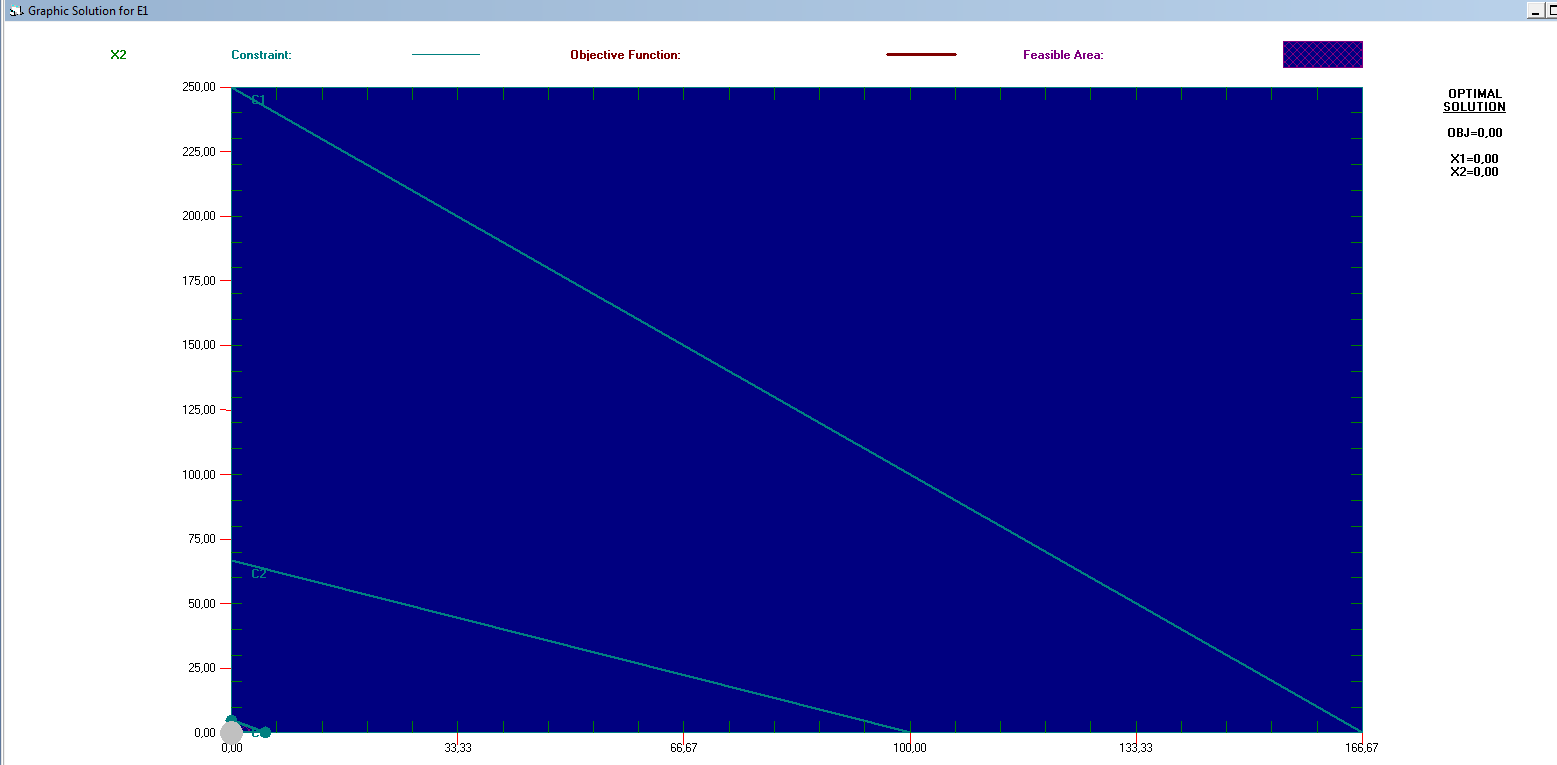 Graphic Solution for E1
X2 Constraint: Objective Function: Feasible Area:
OPTIMAL
SOLUTION
OBJ=0,00
X1=0,00
X2=0,00
250,00
C1
225,00
200,00
175,00
150,00
125,00
100,00
75,00
C2
50,00
25,00
0,00
0,00 33,33 66,67 100,00 133,33 166,67